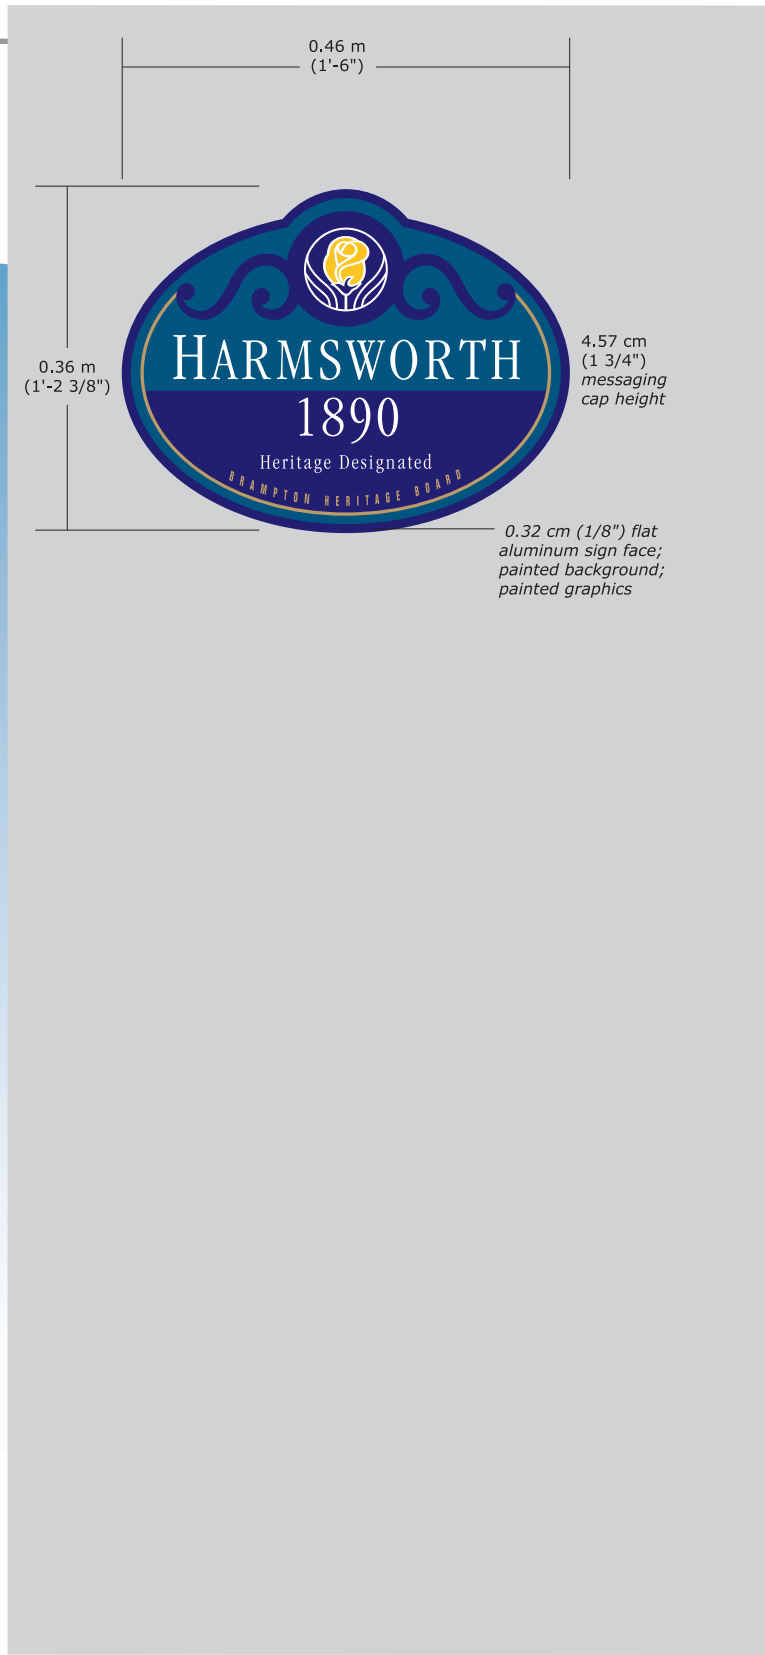 0.46 m
(1'-6")
HARMSWORTH
1890
Heritage Designated
BRAMPTON HERITAGE BOARD
0.36 m
(1'-2 3/8")
4.57 cm
(1 3/4")
messaging
cap height
0.32 cm (1/8") flat
aluminum sign face;
painted background;
painted graphics